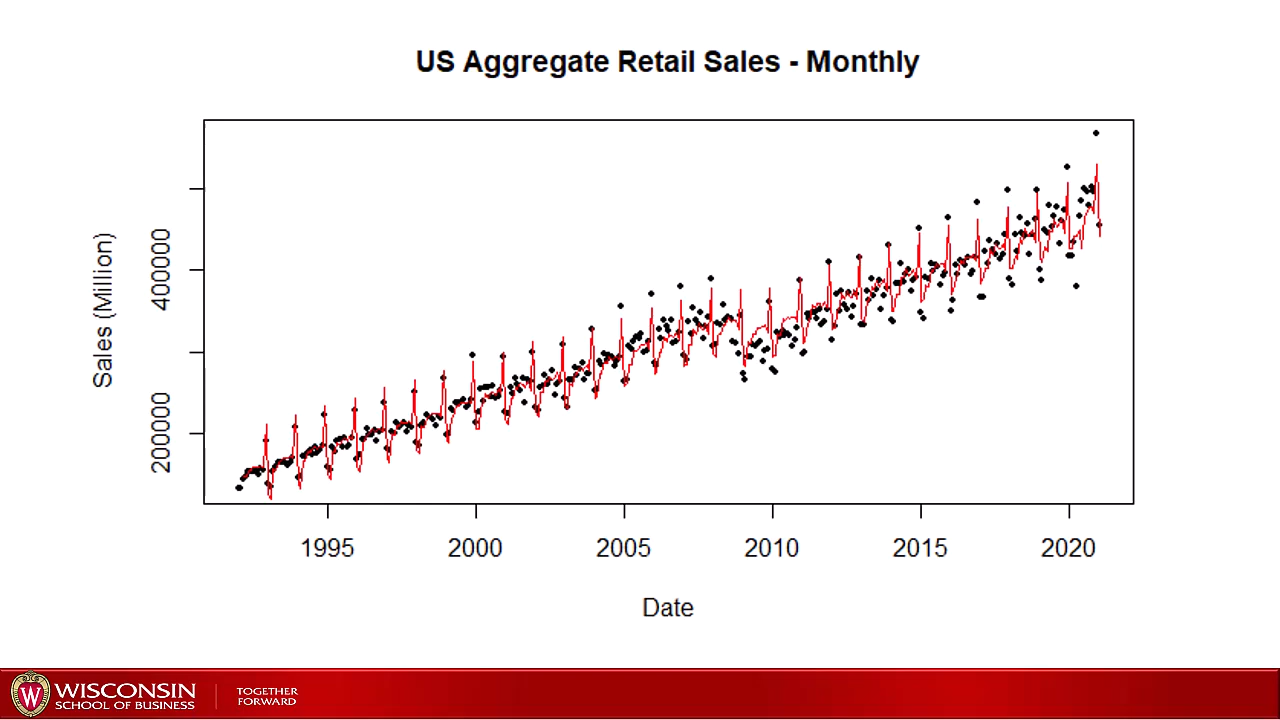 US Aggregate Retail Sales - Monthly
Sales (Million)
400000
200000
1995 2000 2005 2010 2015 2020
Date
W WISCONSIN
SCHOOL OF BUSINESS
TOGETHER
FORWARD